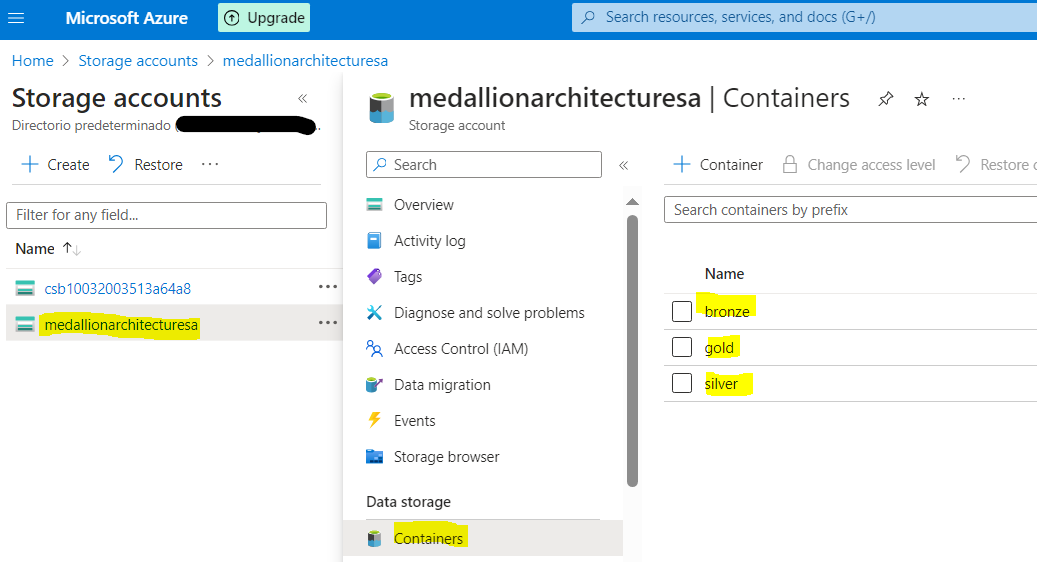 Microsoft Azure
Upgrade
Search resources, services, and docs (G+/)
Home > Storage accounts > medallionarchitecturesa
Storage accounts
Directorio predeterminado (
Create
Restore
Filter for any field...
Name
csb10032003513a64a8
medallionarchitecturesa
medallionarchitecturesa | Containers
Storage account
Search
Overview
Activity log
Tags
Diagnose and solve problems
Access Control (IAM)
Data migration
Events
Storage browser
Data storage
Containers
Container
Change access level
Restore c
Search containers by prefix
Name
bronze
gold
silver